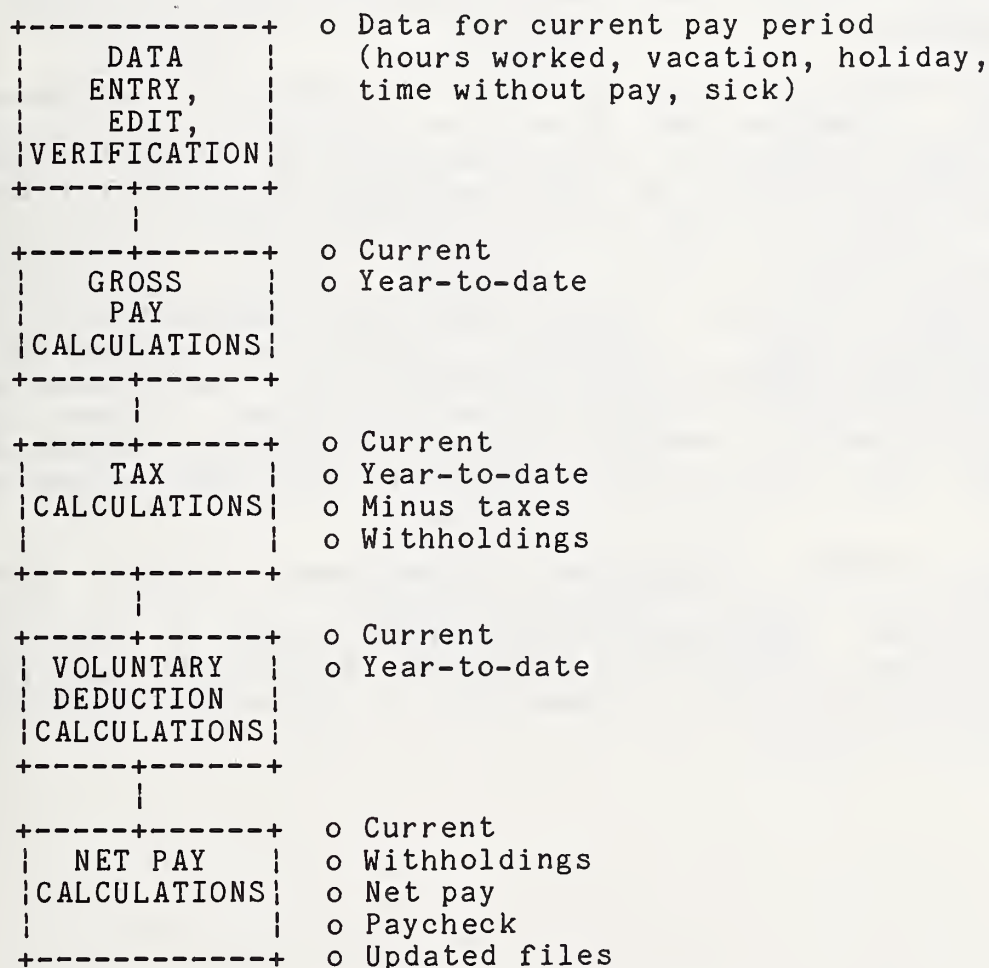 +-------------+ o Data for current pay period
| DATA | (hours worked, vacation, holiday,
| ENTRY, | time without pay, sick)
| EDIT, |
|VERIFICATION|
+-----+-------+
|
+-----+-------+ o Current
| GROSS | o Year-to-date
| PAY |
|CALCULATIONS|
+-----+-------+
|
+-----+-------+ o Current
| TAX | o Year-to-date
|CALCULATIONS| o Minus taxes
| | o Withholdings
+-----+-------+
|
+-----+-------+ o Current
| VOLUNTARY | o Year-to-date
| DEDUCTION |
|CALCULATIONS|
+-----+-------+
|
+-----+-------+ o Current
| NET PAY | o Withholdings
|CALCULATIONS| o Net pay
| | o Paycheck
+-------------+ o Updated files